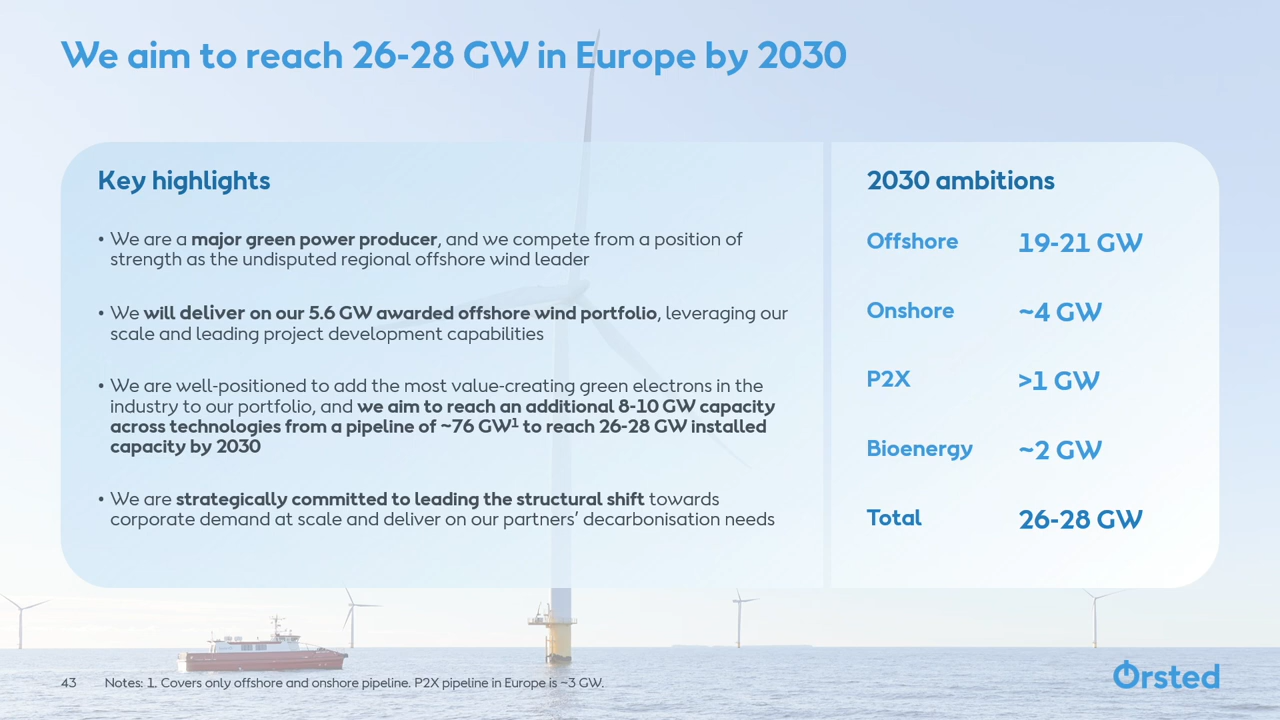 We aim to reach 26-28 GW in Europe by 2030
Key highlights
• We are a major green power producer, and we compete from a position of
strength as the undisputed regional offshore wind leader
• We will deliver on our 5.6 GW awarded offshore wind portfolio, leveraging our
scale and leading project development capabilities
• We are well-positioned to add the most value-creating green electrons in the
industry to our portfolio, and we aim to reach an additional 8-10 GW capacity
across technologies from a pipeline of ~76 GW¹ to reach 26-28 GW installed
capacity by 2030
• We are strategically committed to leading the structural shift towards
corporate demand at scale and deliver on our partners' decarbonisation needs
2030 ambitions
Offshore 19-21 GW
Onshore ~4 GW
P2X >1 GW
Bioenergy ~2 GW
Total 26-28 GW
43 Notes: 1. Covers only offshore and onshore pipeline. P2X pipeline in Europe is ~3 GW.
Ørsted